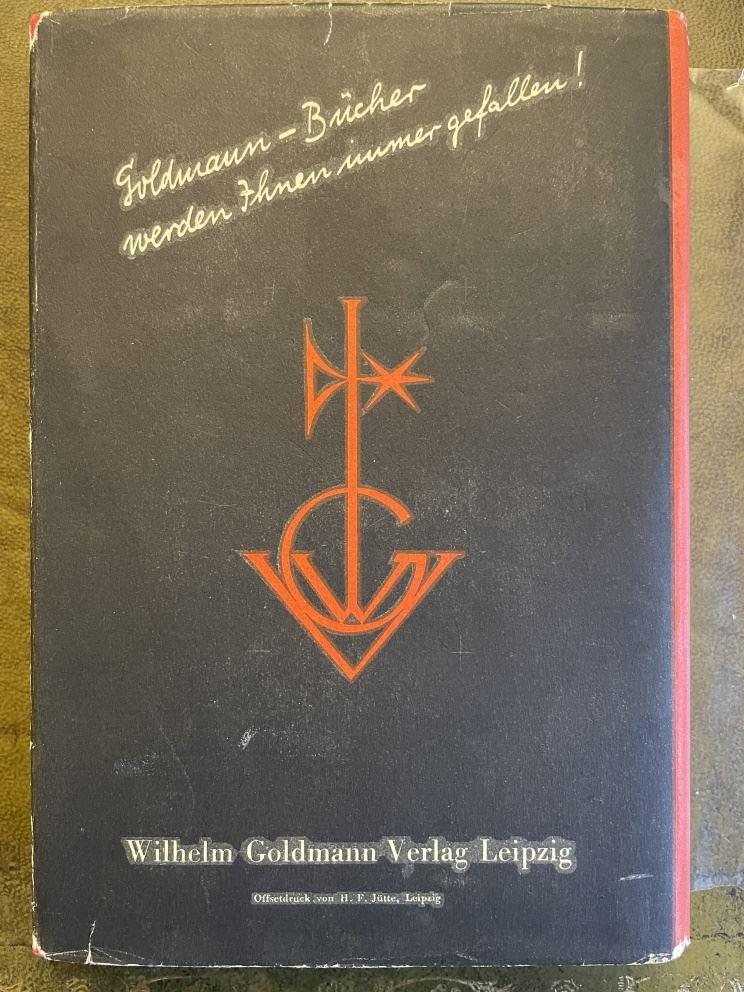 Goldmann – Bücher
werden Ihnen immer gefallen!
Wilhelm Goldmann Verlag Leipzig
Offsetdruck von H. F. Jütte, Leipzig